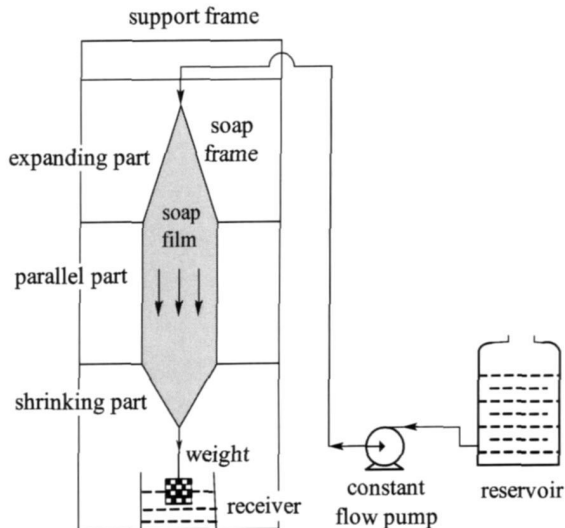 support frame
soap
frame
expanding part
soap
film
parallel part
shrinking part
weight
receiver
constant
flow pump
reservoir